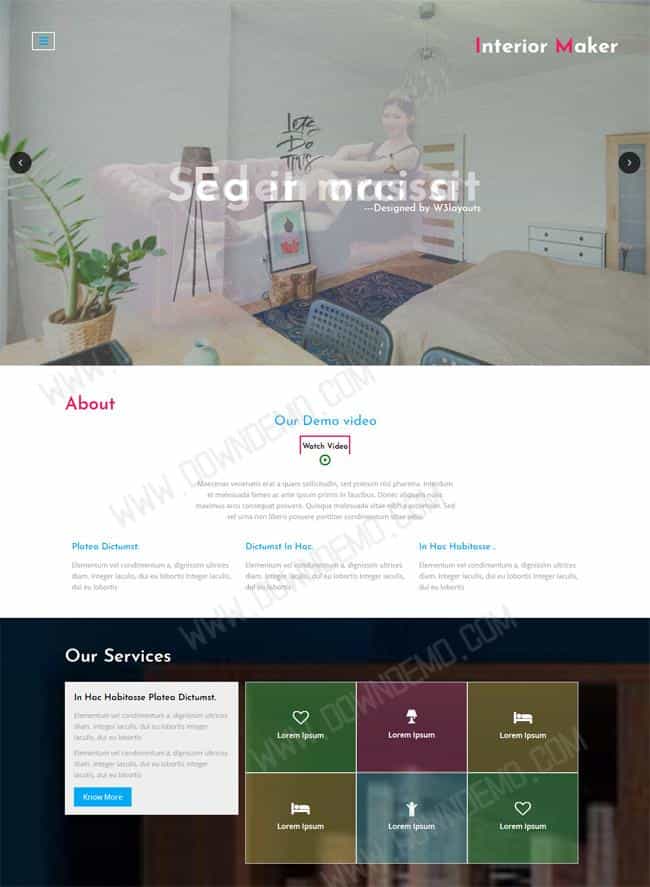 Interior Maker
Let's
Do
This
---Designed by W3layouts
About
Our Demo video
Watch Video
Maecenas venenatis erat a quam sollicitudin, sed pretium nisl pharetra. Interdum
et malesuada fames ac ante ipsum primis in faucibus. Donec aliquam nulla
maximus arcu consequat posuere. Quisque malesuada vitae nibh a accumsan. Sed
vel urna non libero posuere porttitor condimentum vitae
Platea Dictumst.
Elementum vel condimentum a, dignissim ultrices
diam. Integer iaculis, dui eu lobortis Integer iaculis,
dui eu lobortis
Dictumst In Hac.
Elementum vel condimentum a, dignissim ultrices
diam. Integer iaculis, dui eu lobortis Integer iaculis,
dui eu lobortis
In Hac Habitasse .
Elementum vel condimentum a, dignissim ultrices
diam. Integer iaculis, dui eu lobortis Integer iaculis,
dui eu lobortis
Our Services
In Hac Habitasse Platea Dictumst.
Elementum vel condimentum a, dignissim ultrices
diam. Integer iaculis, dui eu lobortis Integer
iaculis, dui eu lobortis
Elementum vel condimentum a, dignissim ultrices
diam. Integer iaculis, dui eu lobortis Integer
iaculis, dui eu lobortis
Know More
Lorem Ipsum
Lorem Ipsum
Lorem Ipsum
Lorem Ipsum
Lorem Ipsum
Lorem Ipsum
WWW.DOWNDEMO.COM
WWW.DOWNDEMO.COM
WWW.DOWNDEMO.COM
WWW.DOWNDEMO.COM
WWW.DOWNDEMO.COM